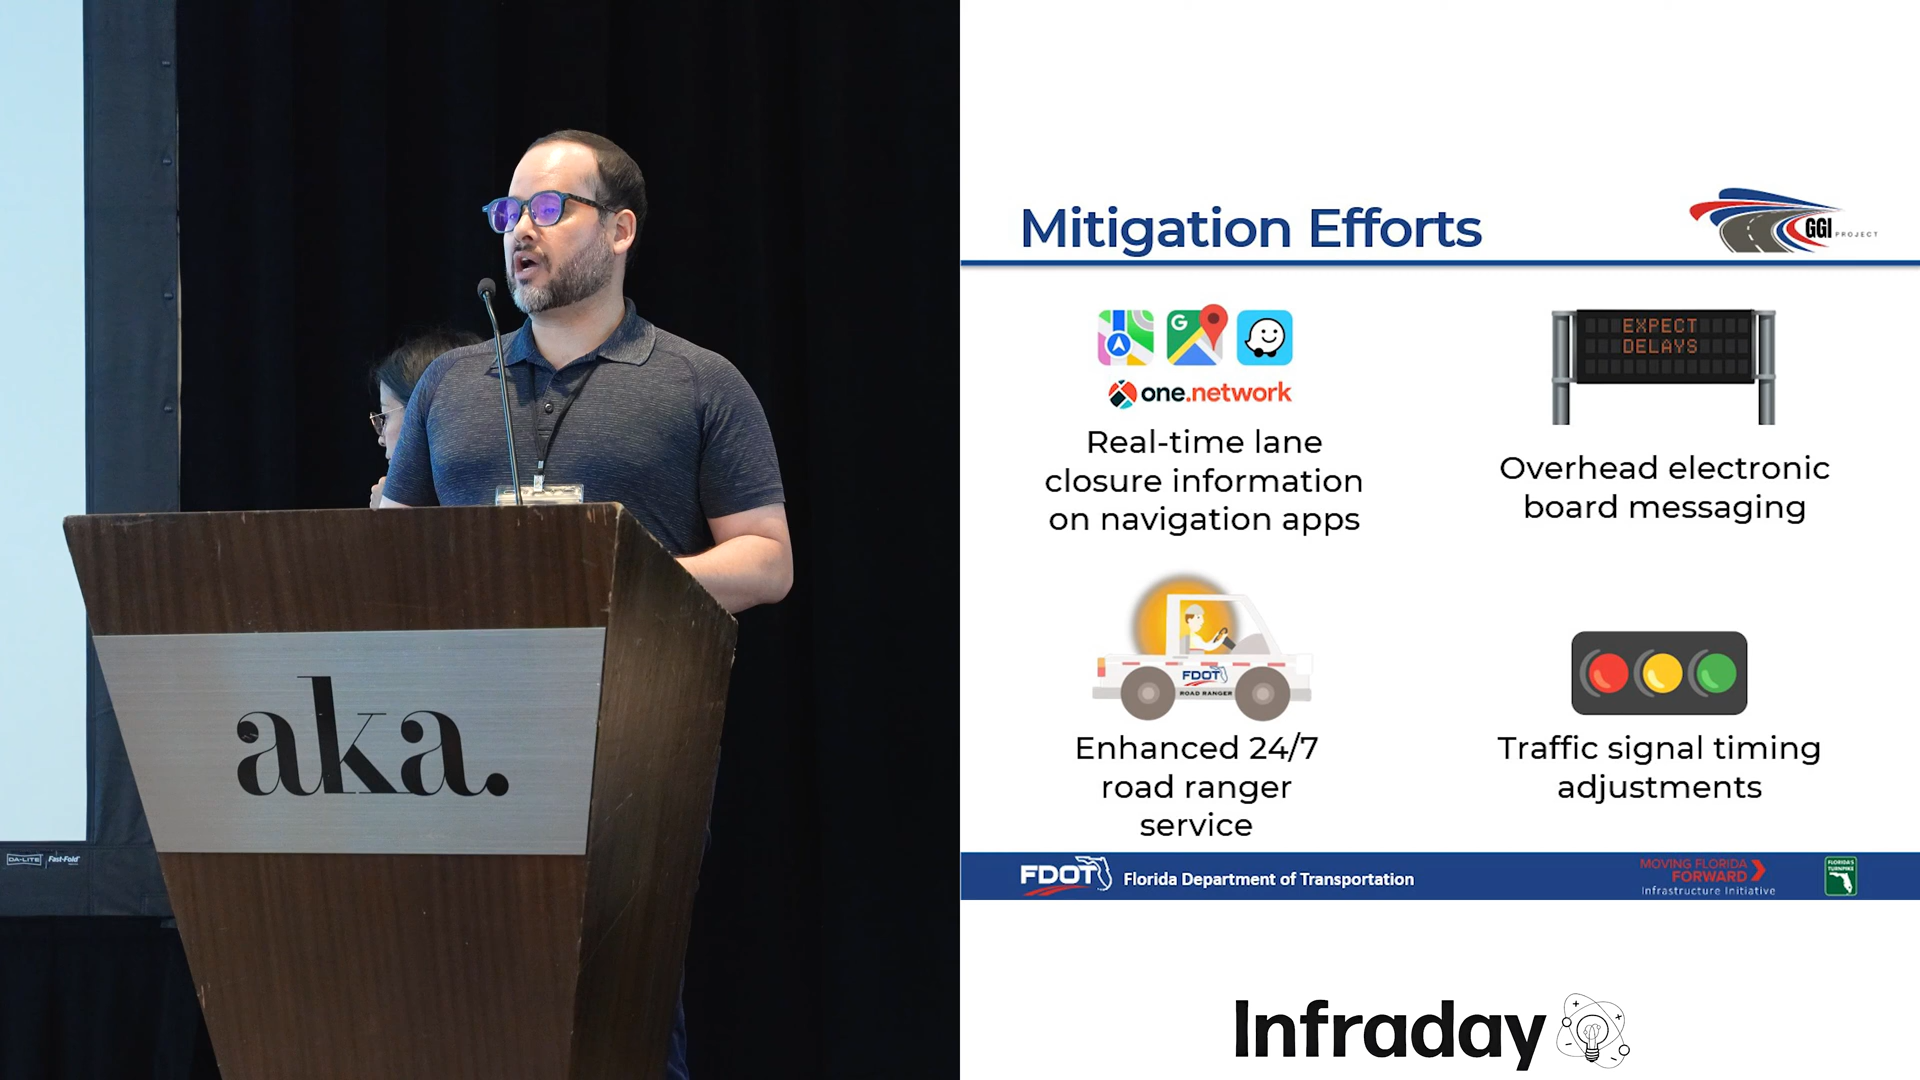 DA-LITE Fast-Fold
aka.
Mitigation Efforts
GGI PROJECT
G
one.network
Real-time lane
closure information
on navigation apps
EXPECT
DELAYS
Overhead electronic
board messaging
FDOT
ROAD RANGER
Enhanced 24/7
road ranger
service
Traffic signal timing
adjustments
FDOT Florida Department of Transportation
MOVING FLORIDA
FORWARD
Infrastructure Initiative
FLORIDA'S
TURNPIKE
Infraday